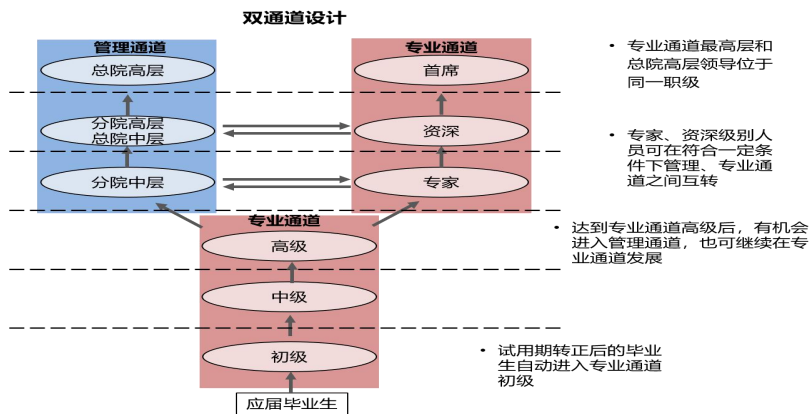 双通道设计
管理通道
专业通道
总院高层
首席
分院高层
总院中层
资深
分院中层
专家
专业通道
高级
中级
初级
应届毕业生
• 专业通道最高层和
总院高层领导位于
同一职级
• 专家、资深级别人
员可在符合一定条
件下管理、专业通
道之间互转
• 达到专业通道高级后，有机会
进入管理通道，也可继续在专
业通道发展
• 试用期转正后的毕业
生自动进入专业通道
初级